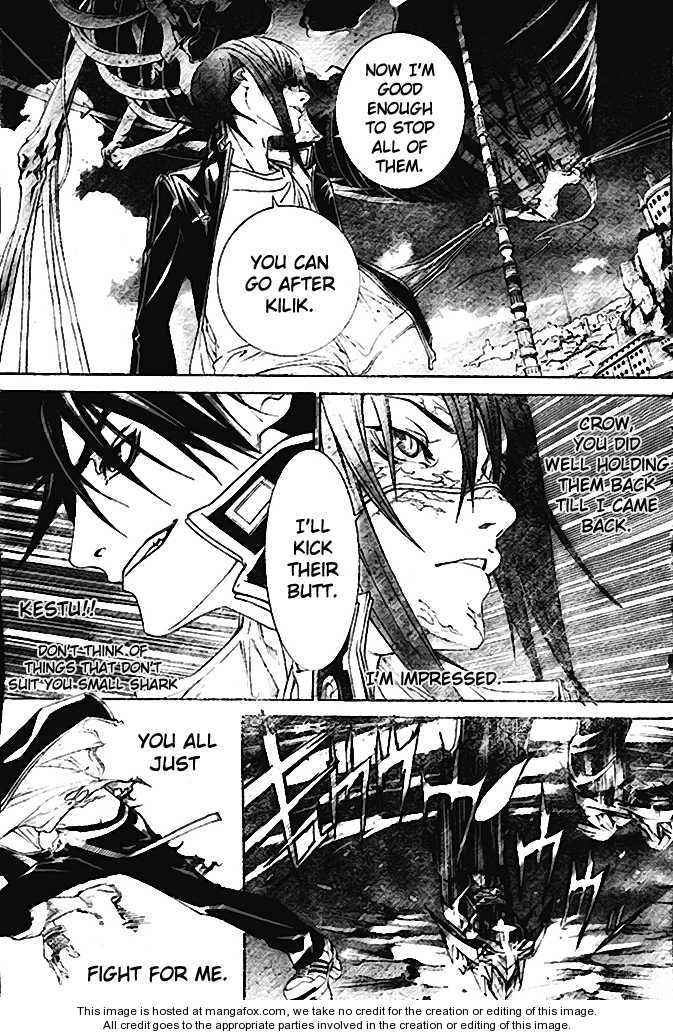 NOW I'M
GOOD
ENOUGH
TO STOP
ALL OF
THEM.
YOU CAN
GO AFTER
KILIK.
CROW,
YOU DID
WELL HOLDING
THEM BACK
TILL I CAME
BACK.
I'LL
KICK
THEIR
BUTT.
I'M IMPRESSED.
KESTU!!
DON'T THINK OF
THINGS THAT DON'T
SUIT YOU SMALL SHARK
YOU ALL
JUST
FIGHT FOR ME.
This image is hosted at mangafox.com, we take no credit for the creation or editing of this image.
All credit goes to the appropriate parties involved in the creation or editing of this image.